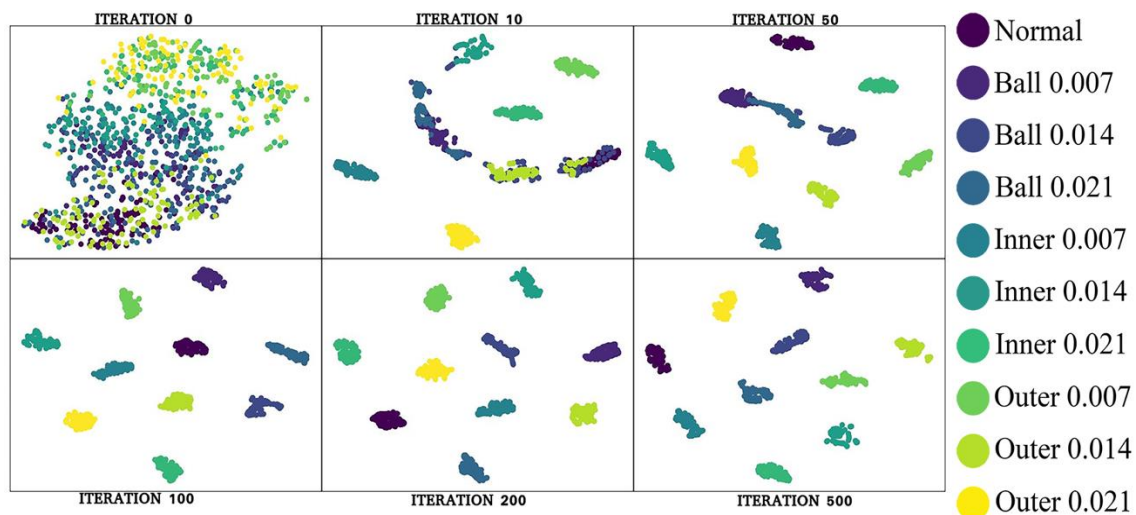 ITERATION 0
ITERATION 10
ITERATION 50
ITERATION 100
ITERATION 200
ITERATION 500
Normal
Ball 0.007
Ball 0.014
Ball 0.021
Inner 0.007
Inner 0.014
Inner 0.021
Outer 0.007
Outer 0.014
Outer 0.021